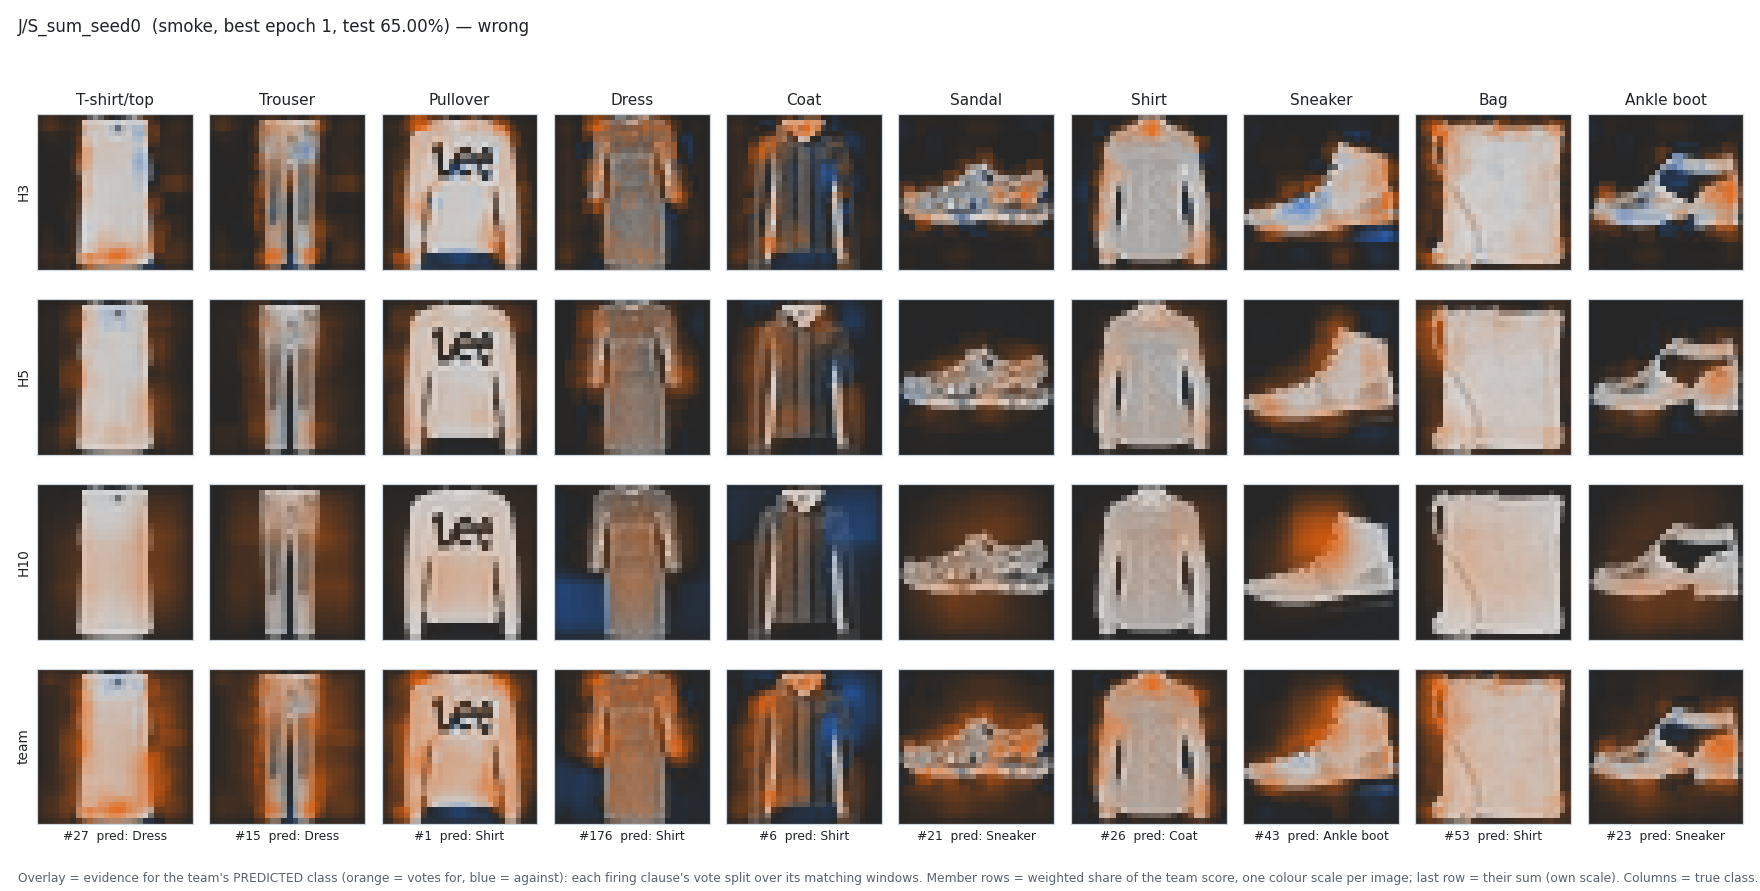 J/S_sum_seed0 (smoke, best epoch 1, test 65.00%) — wrong
T-shirt/top Trouser Pullover Dress Coat Sandal Shirt Sneaker Bag Ankle boot
H3
Lee
H5
Lee
H10
Lee
team
Lee
#27 pred: Dress #15 pred: Dress #1 pred: Shirt #176 pred: Shirt #6 pred: Shirt #21 pred: Sneaker #26 pred: Coat #43 pred: Ankle boot #53 pred: Shirt #23 pred: Sneaker
Overlay = evidence for the team's PREDICTED class (orange = votes for, blue = against): each firing clause's vote split over its matching windows. Member rows = weighted share of the team score, one colour scale per image; last row = their sum (own scale). Columns = true class.